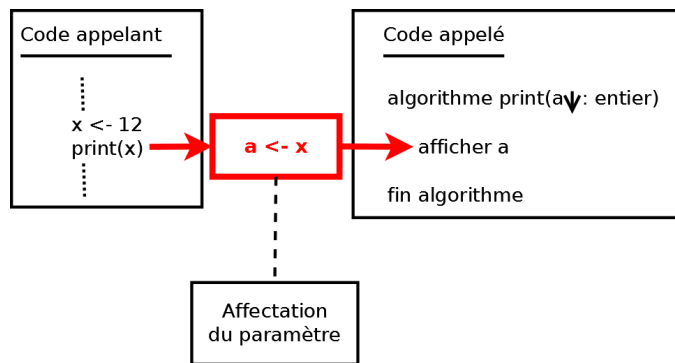 Code appelant
x <- 12
print(x)
a <- x
Code appelé
algorithme print(a↓: entier)
afficher a
fin algorithme
Affectation
du paramètre